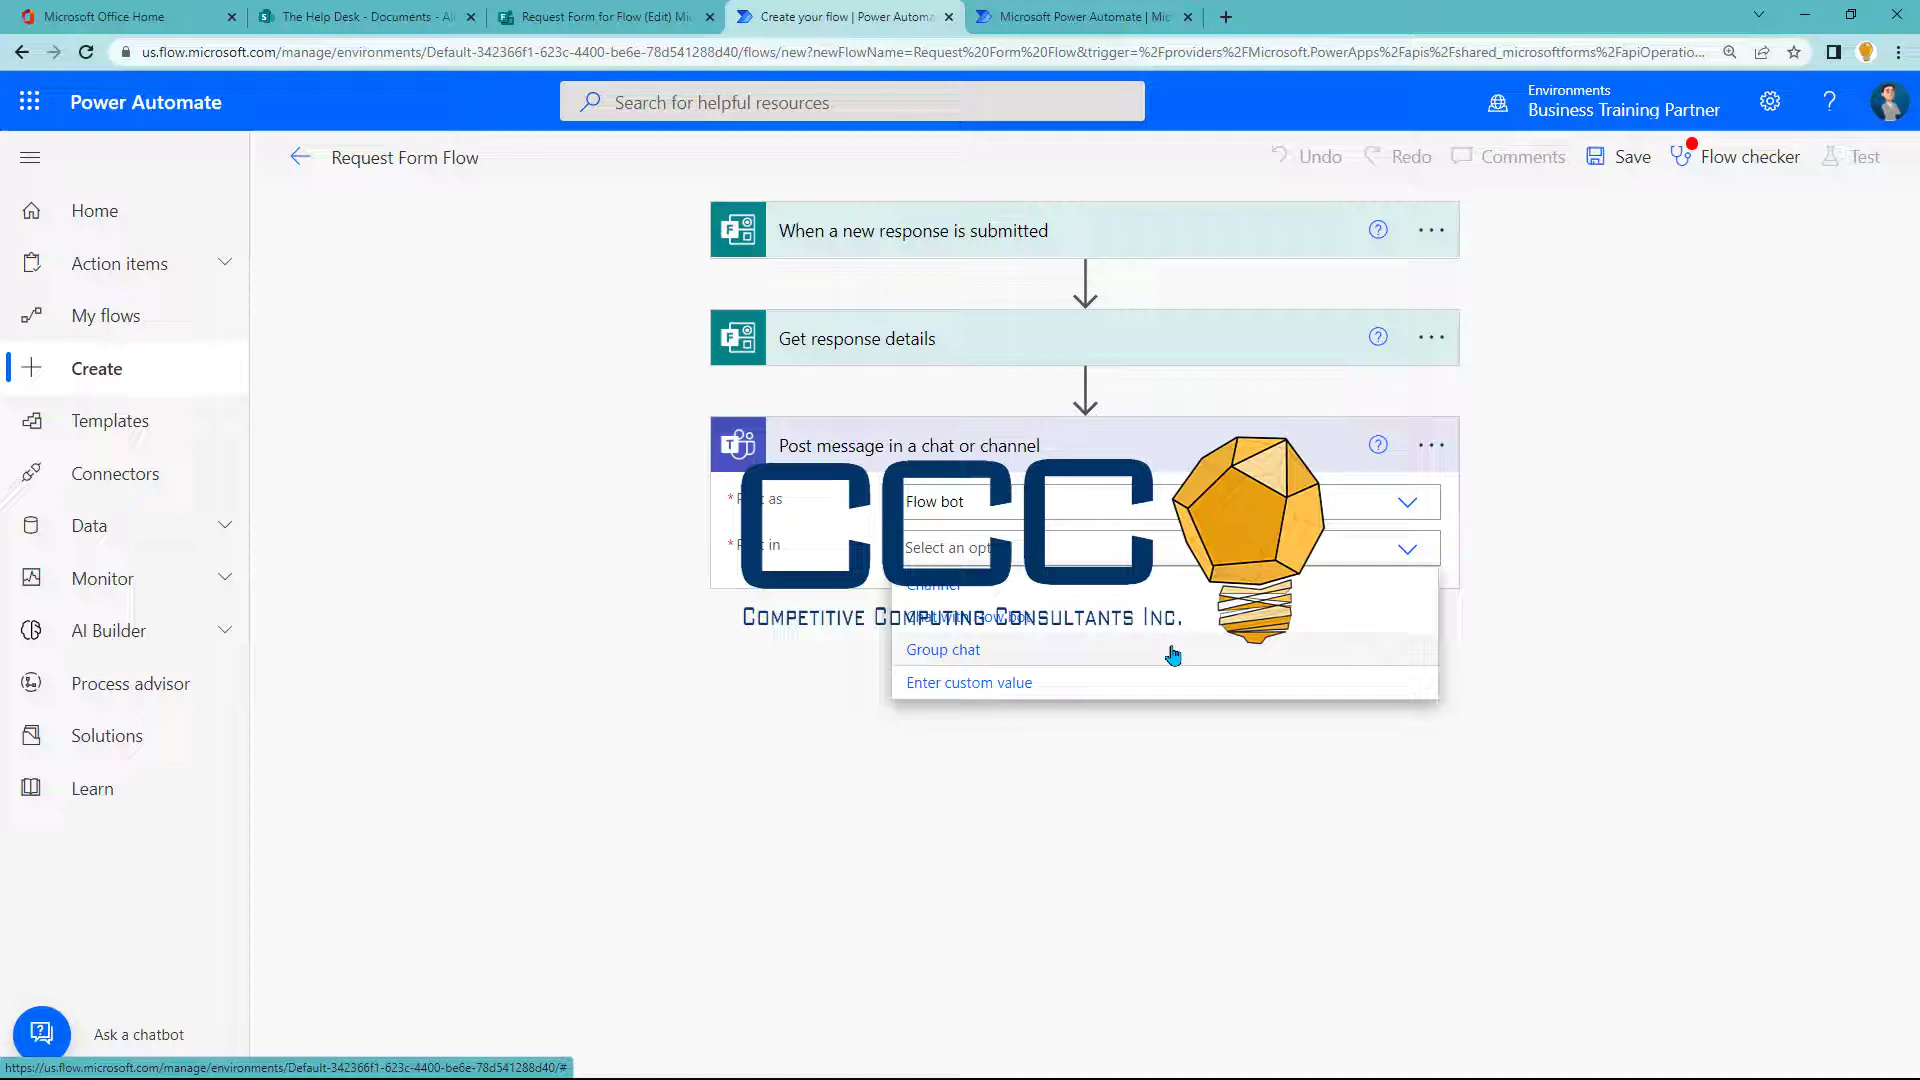 Microsoft Office Home
The Help Desk - Documents - Al
Request Form for Flow (Edit) Mi
Create your flow | Power Automa
Microsoft Power Automate | Mic
us.flow.microsoft.com/manage/environments/Default-342366f1-623c-4400-be6e-78d541288d40/flows/new?newFlowName=Request%20Form%20Flow&trigger=%2Fproviders%2FMicrosoft.PowerApps%2Fapis%2Fshared_microsoftforms%2FapiOperatio...
Power Automate
Search for helpful resources
Environments
Business Training Partner
Request Form Flow
Undo
Redo
Comments
Save
Flow checker
Test
Home
Action items
My flows
Create
Templates
Connectors
Data
Monitor
AI Builder
Process advisor
Solutions
Learn
Ask a chatbot
When a new response is submitted
Get response details
Post message in a chat or channel
as
Flow bot
in
Select an opt
Channel
Chat with Flow bot
Group chat
Enter custom value
CCC
Competitive Computing Consultants Inc.
https://us.flow.microsoft.com/manage/environments/Default-342366f1-623c-4400-be6e-78d541288d40/#